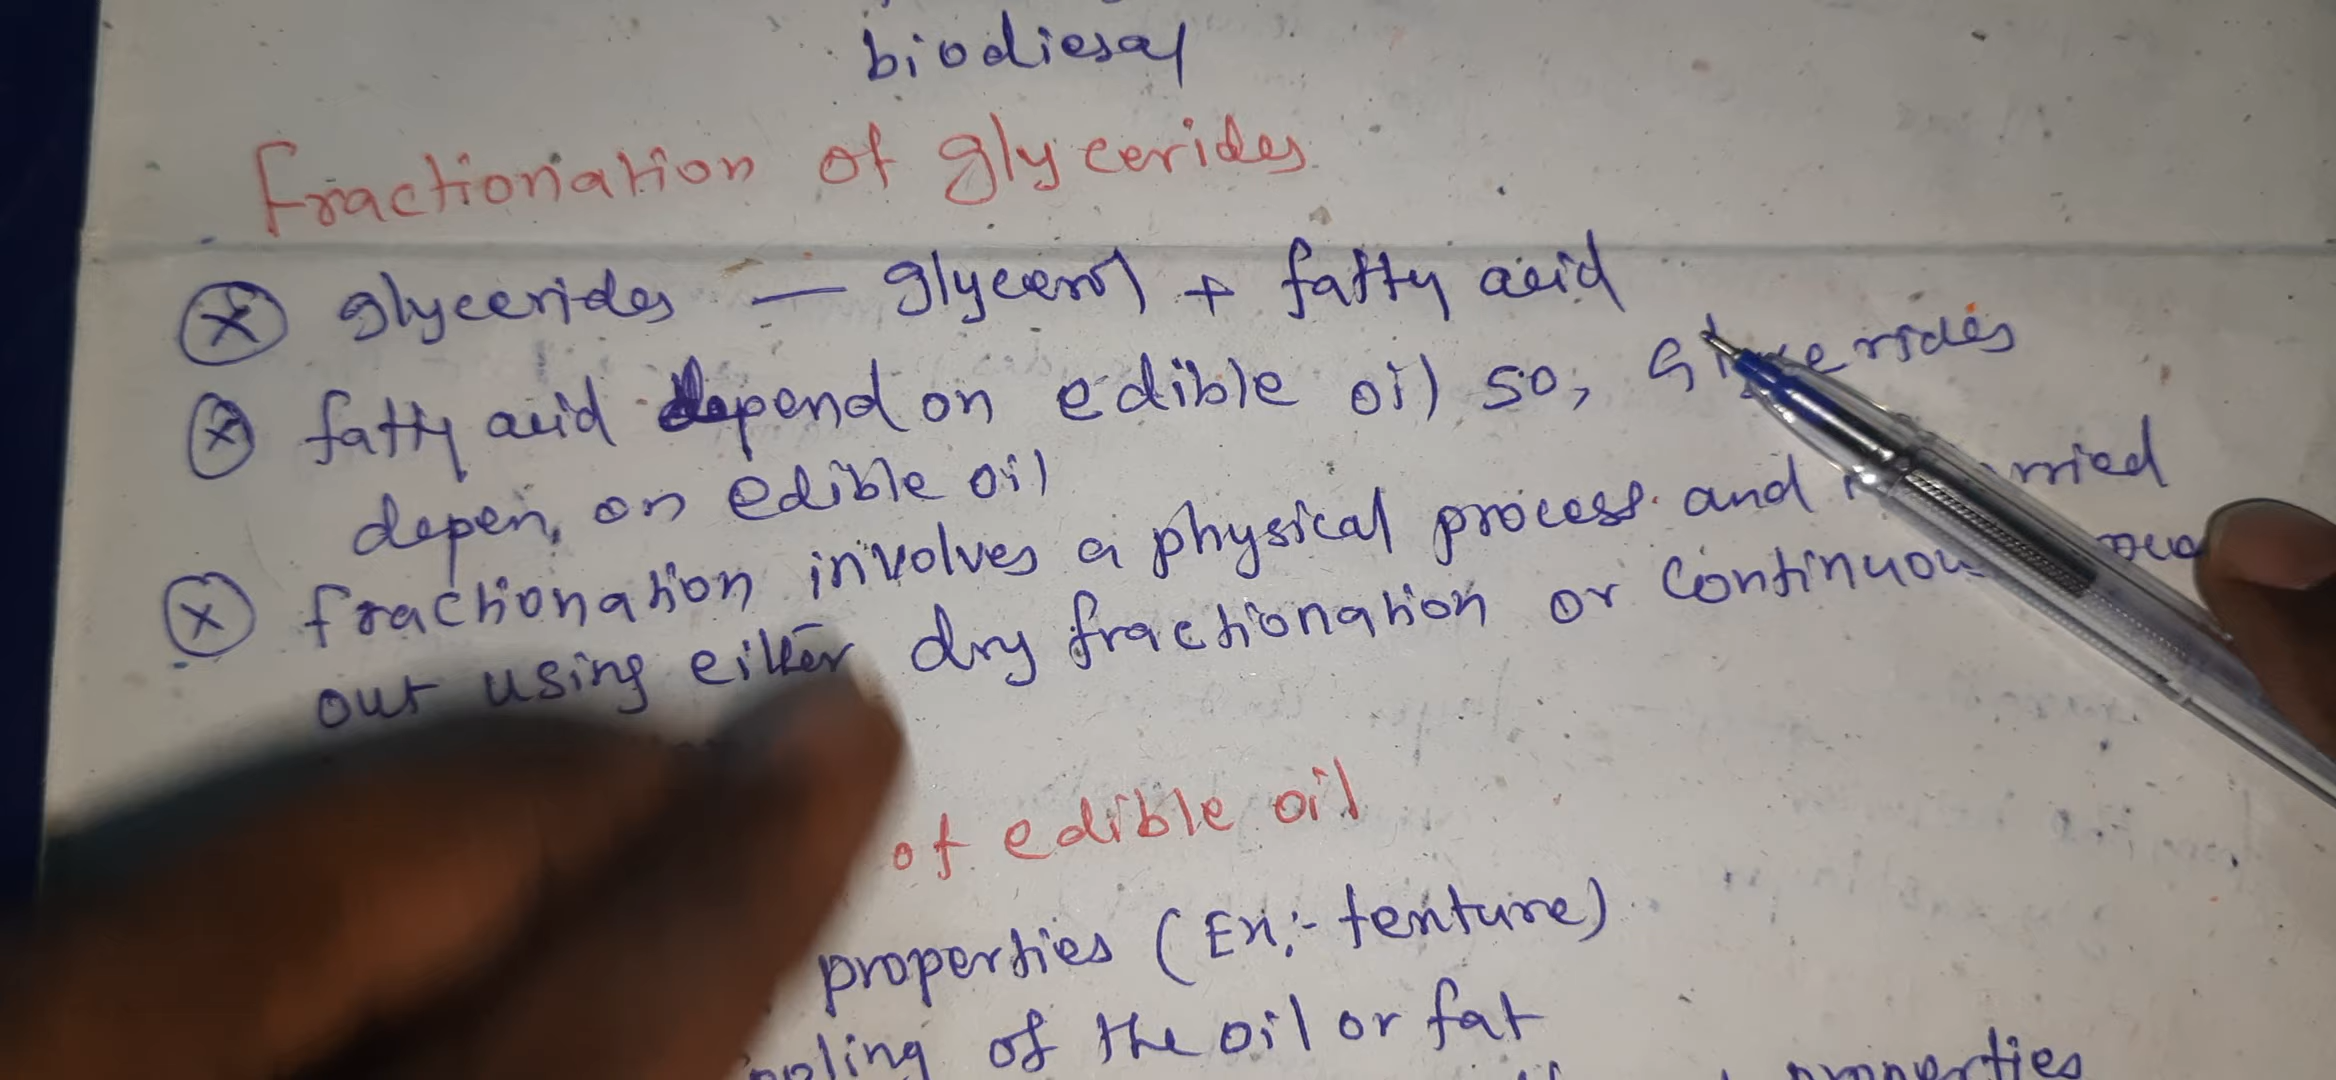 biodiesal
Fractionation of glycerides
glycerides — glycerol + fatty acid
fatty acid depend on edible oil so, Glycerides
depen, on edible oil
fractionation involves a physical process and
out using either dry fractionation or continuous
of edible oil
properties (Ex:- texture)
of the oil or fat
properties